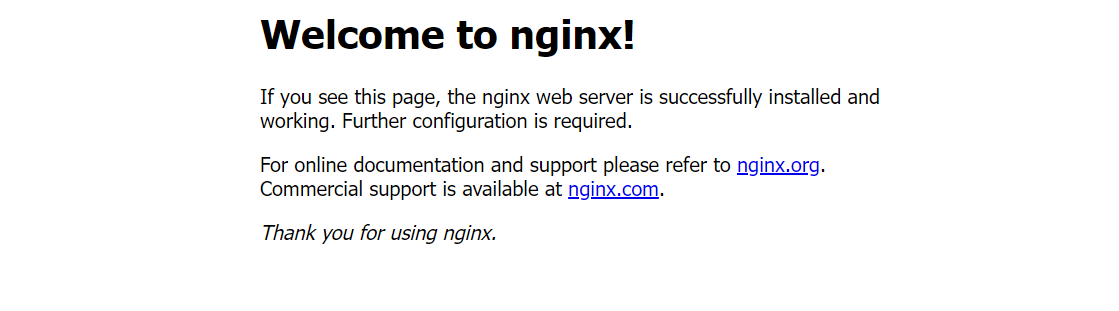 Welcome to nginx!
If you see this page, the nginx web server is successfully installed and
working. Further configuration is required.
For online documentation and support please refer to nginx.org.
Commercial support is available at nginx.com.
Thank you for using nginx.